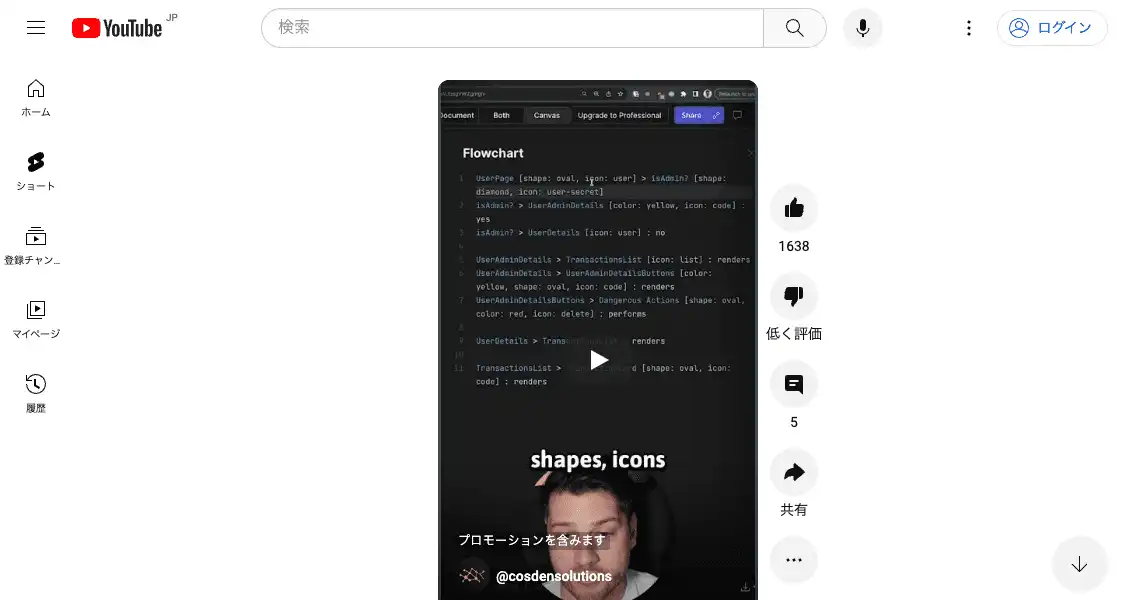 YouTube JP
検索
ログイン
ホーム
ショート
登録チャン...
マイページ
履歴
Document Both Canvas Upgrade to Professional Share
Flowchart
1 UserPage [shape: oval, icon: user] > isAdmin? [shape:
diamond, icon: user-secret]
2 isAdmin? > UserAdminDetails [color: yellow, icon: code] :
yes
3 isAdmin? > UserDetails [icon: user] : no
4
5 UserAdminDetails > TransactionsList [icon: list] : renders
6 UserAdminDetails > UserAdminDetailsButtons [color:
yellow, shape: oval, icon: code] : renders
7 UserAdminDetailsButtons > Dangerous Actions [shape: oval,
color: red, icon: delete] : performs
8
9 UserDetails > renders
10
11 TransactionsList > [shape: oval, icon:
code] : renders
shapes, icons
プロモーションを含みます
@cosdensolutions
1638
低く評価
5
共有